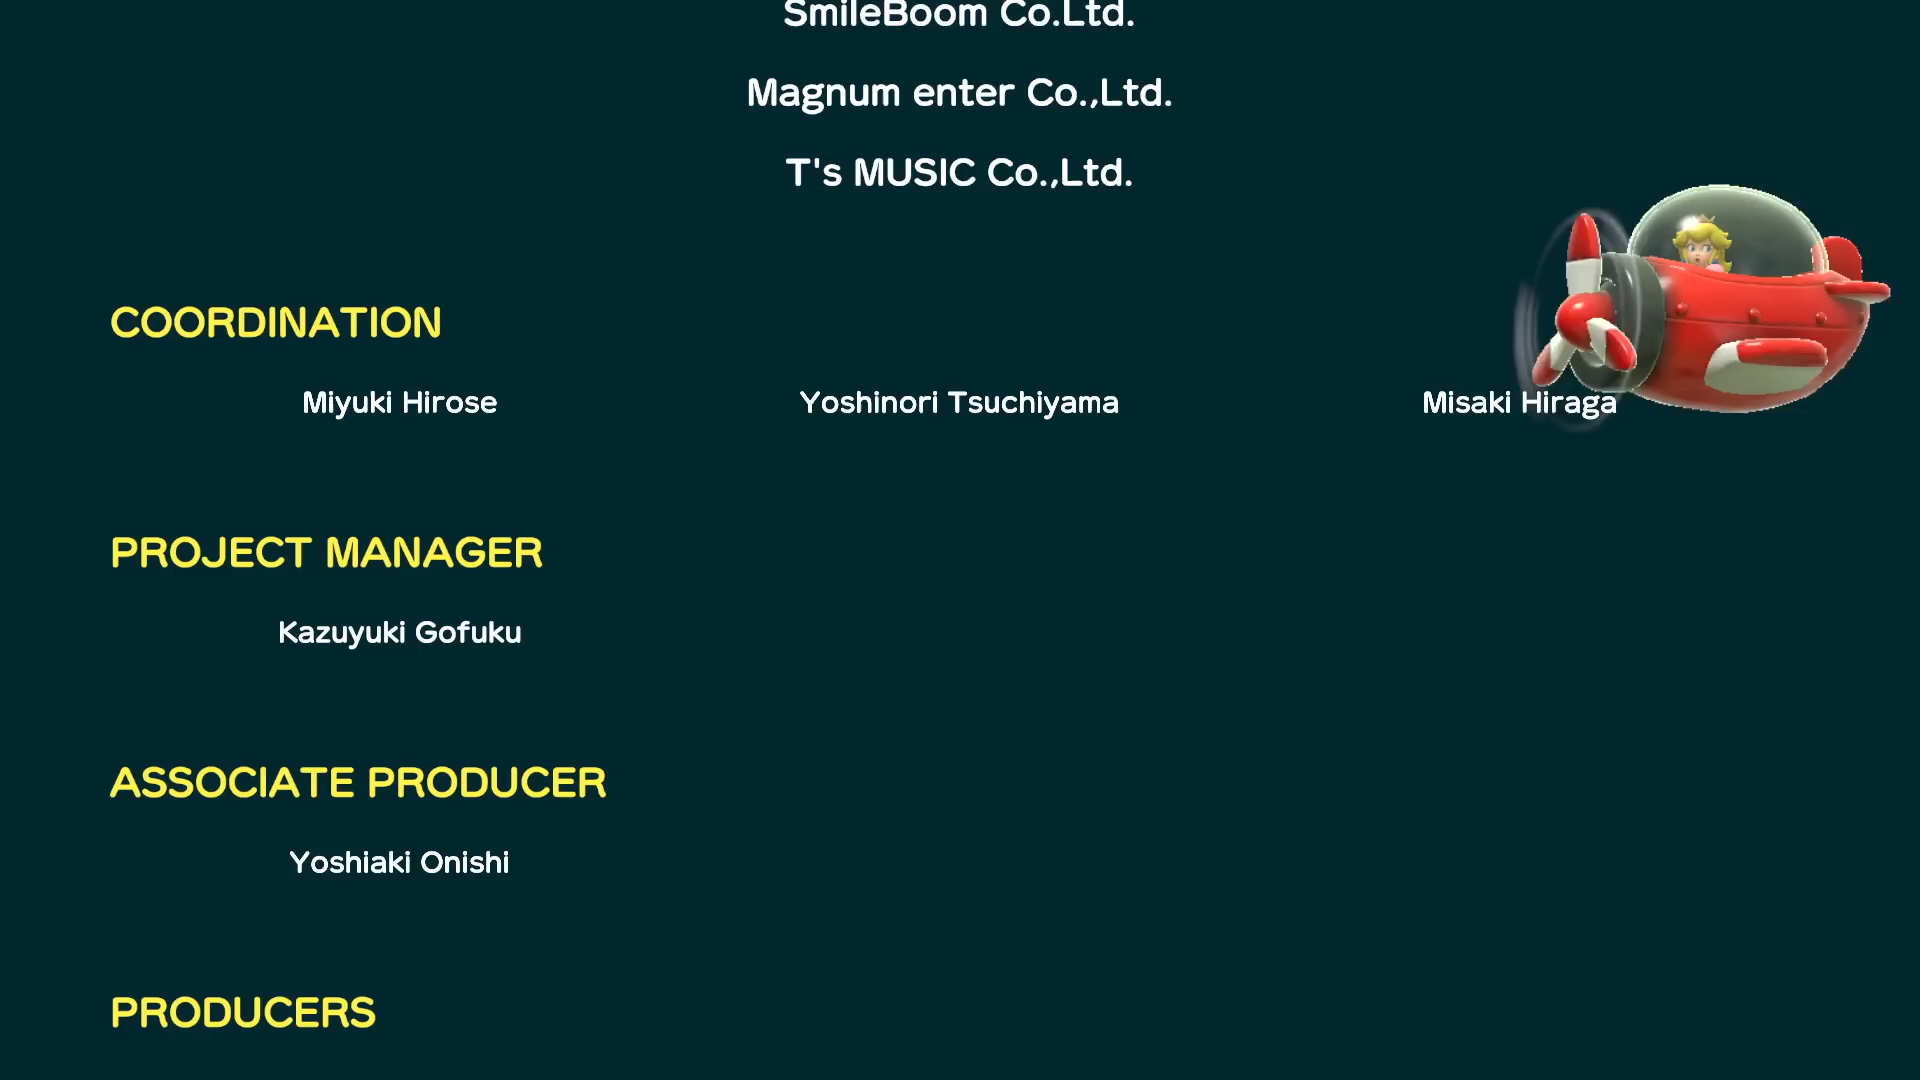 SmileBoom Co.Ltd.
Magnum enter Co.,Ltd.
T's MUSIC Co.,Ltd.
COORDINATION
Miyuki Hirose Yoshinori Tsuchiyama Misaki Hiraga
PROJECT MANAGER
Kazuyuki Gofuku
ASSOCIATE PRODUCER
Yoshiaki Onishi
PRODUCERS